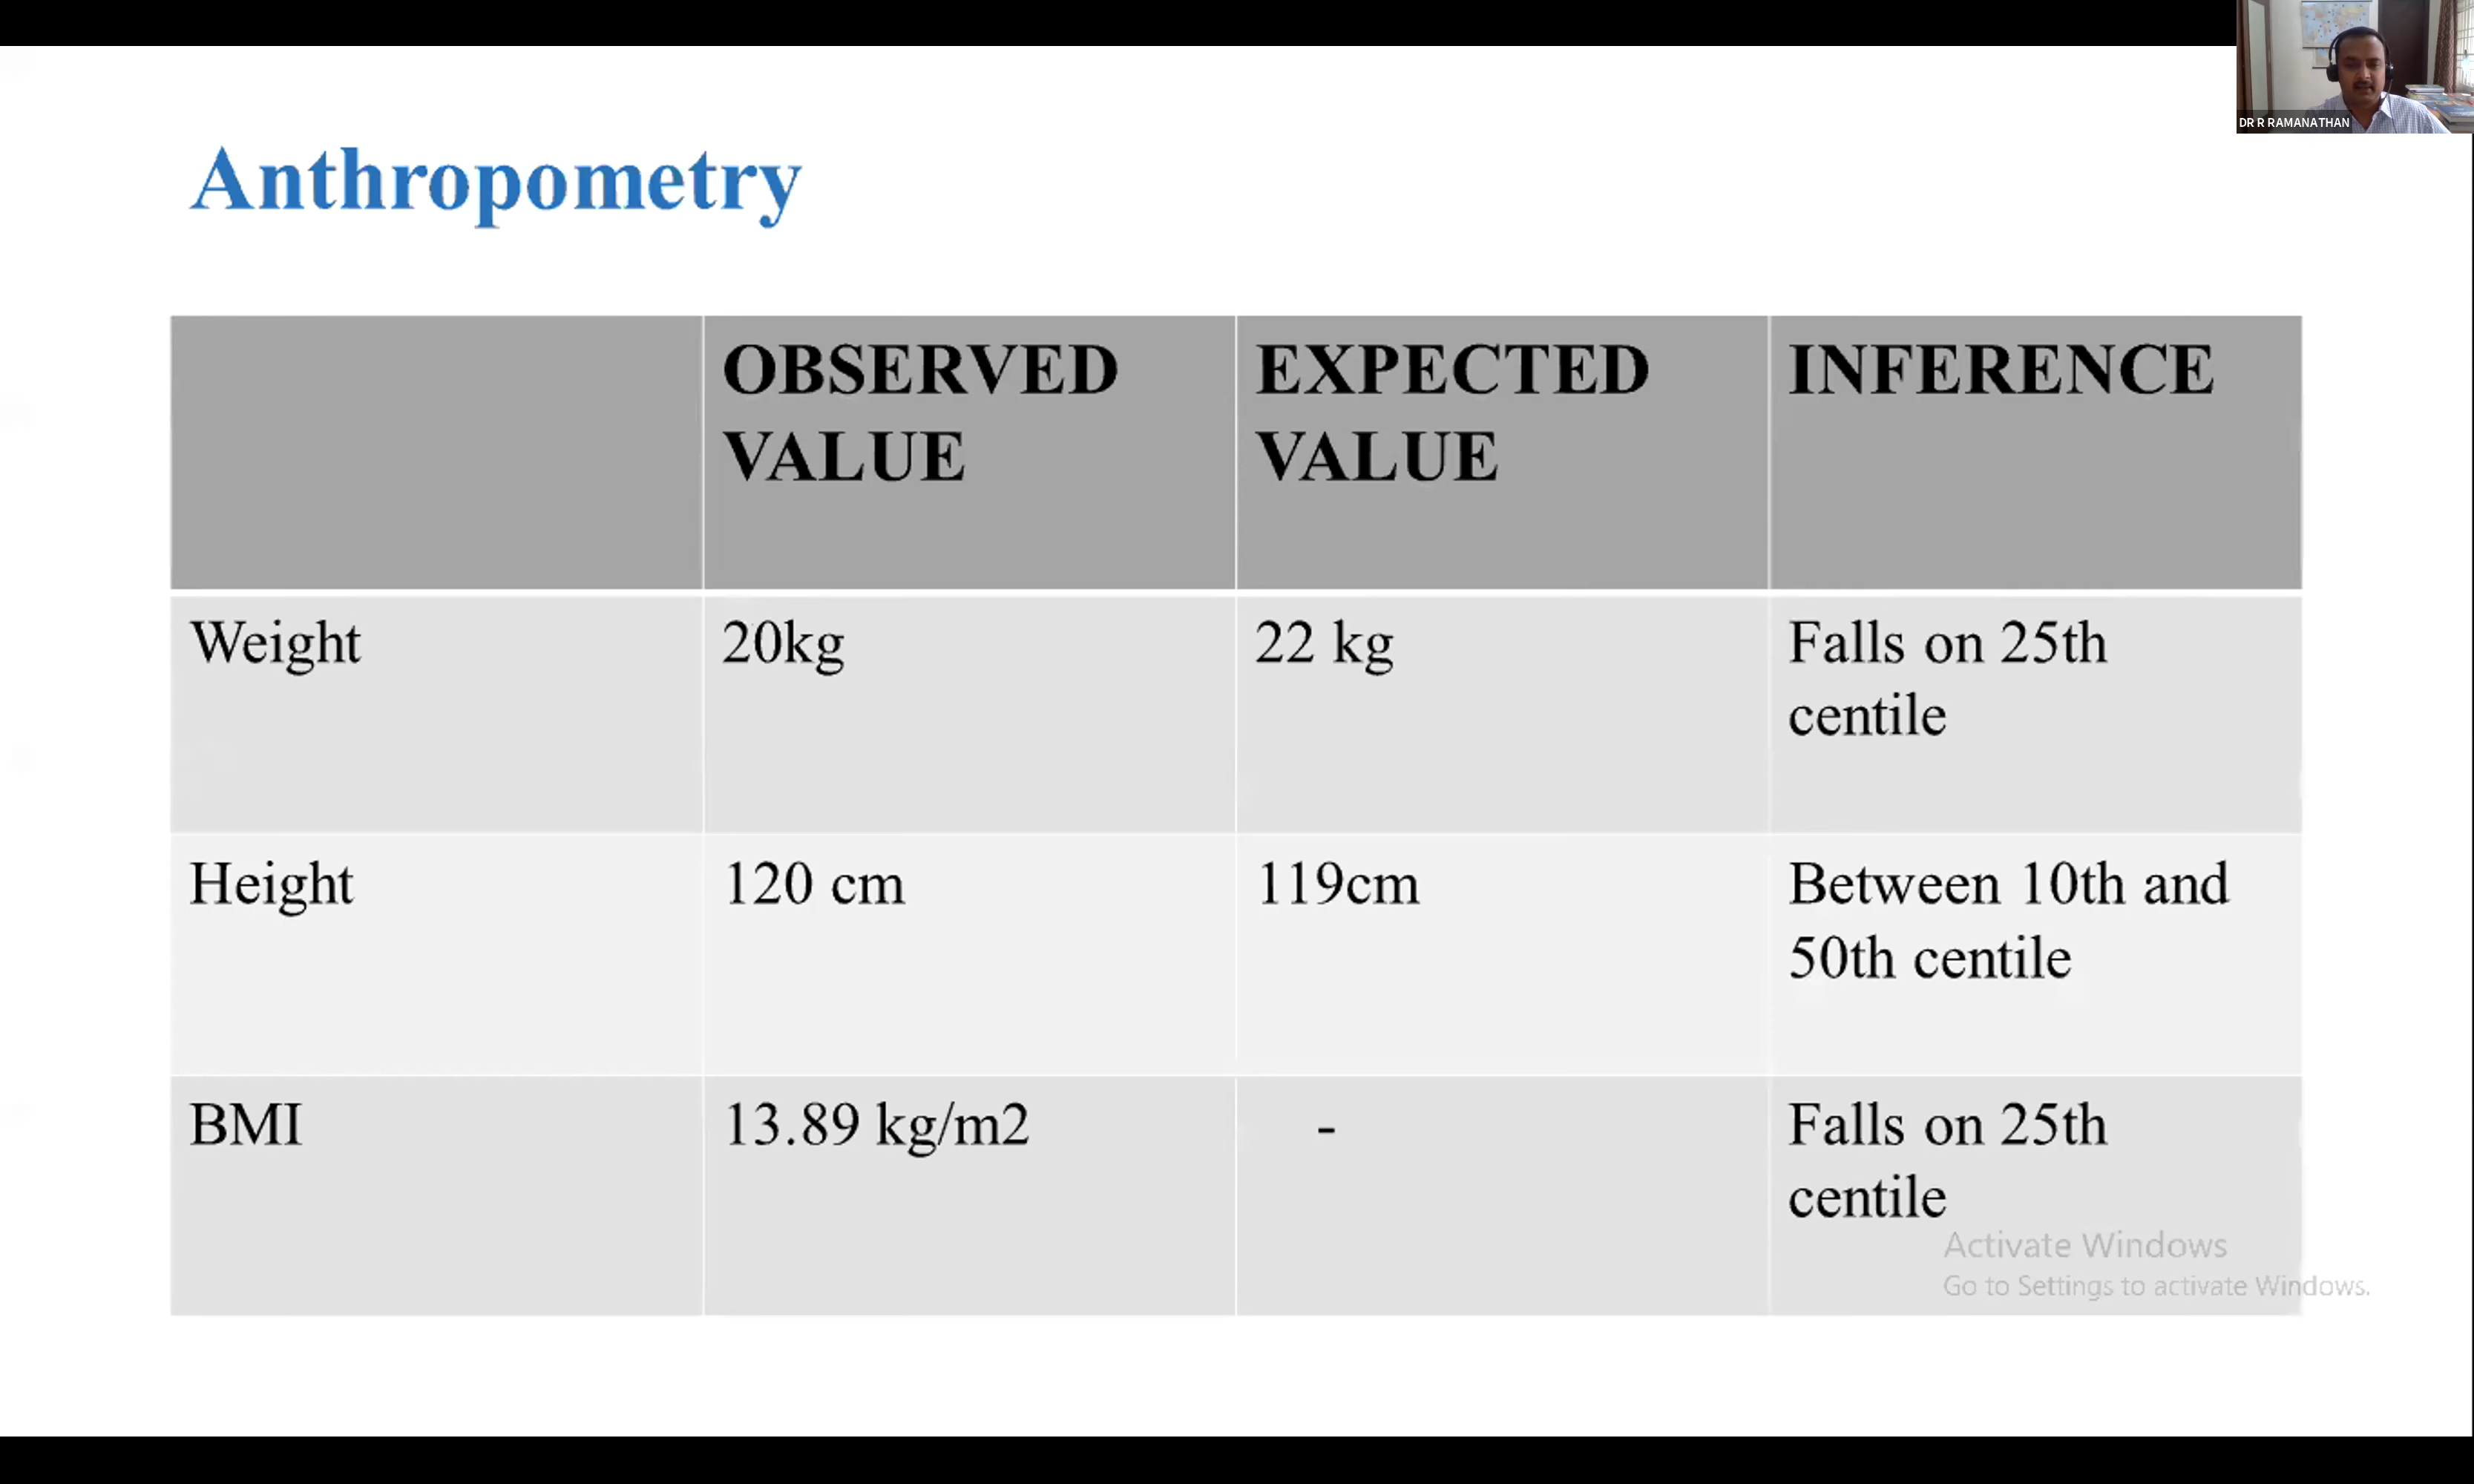 DR R RAMANATHAN
Anthropometry
OBSERVED VALUE
EXPECTED VALUE
INFERENCE
Weight
20kg
22 kg
Falls on 25th
centile
Height
120 cm
119cm
Between 10th and
50th centile
BMI
13.89 kg/m2
-
Falls on 25th
centile
Activate Windows
Go to Settings to activate Windows.